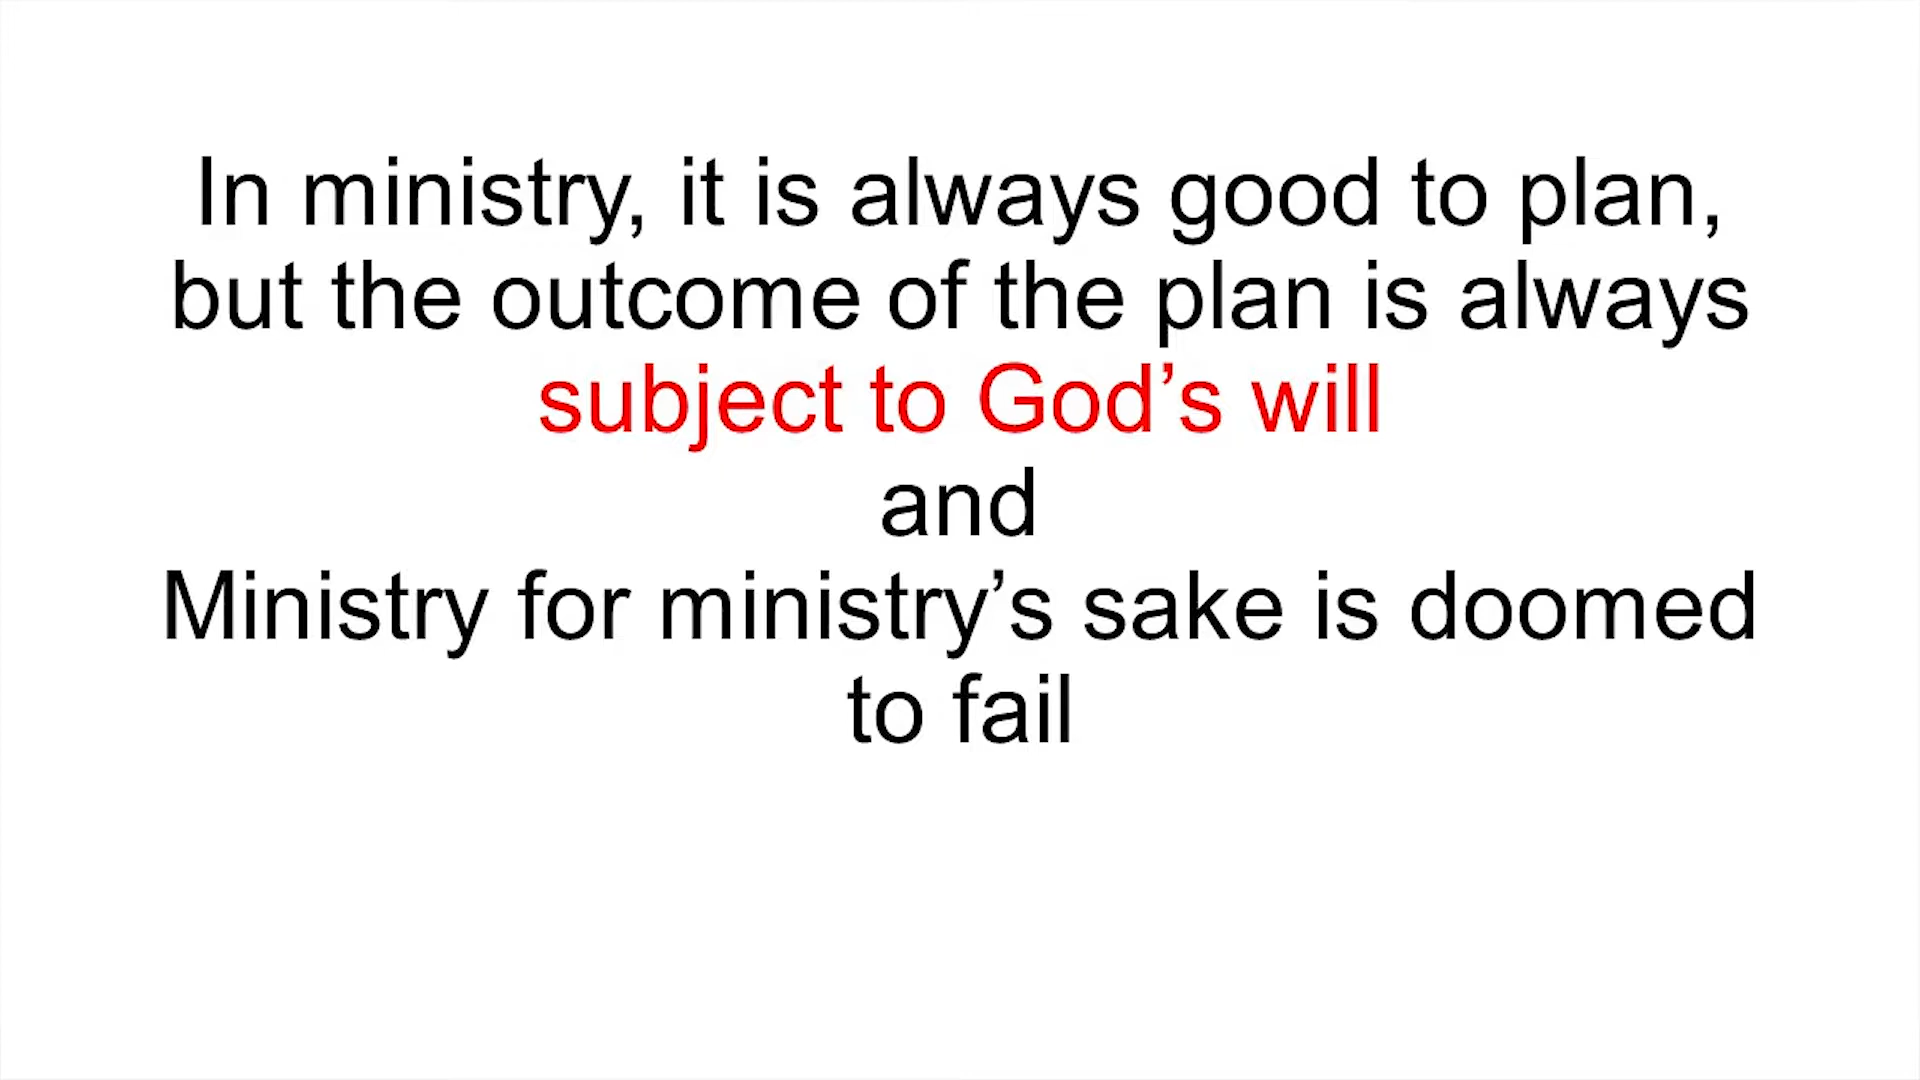 In ministry, it is always good to plan,
but the outcome of the plan is always
subject to God’s will
and
Ministry for ministry’s sake is doomed
to fail